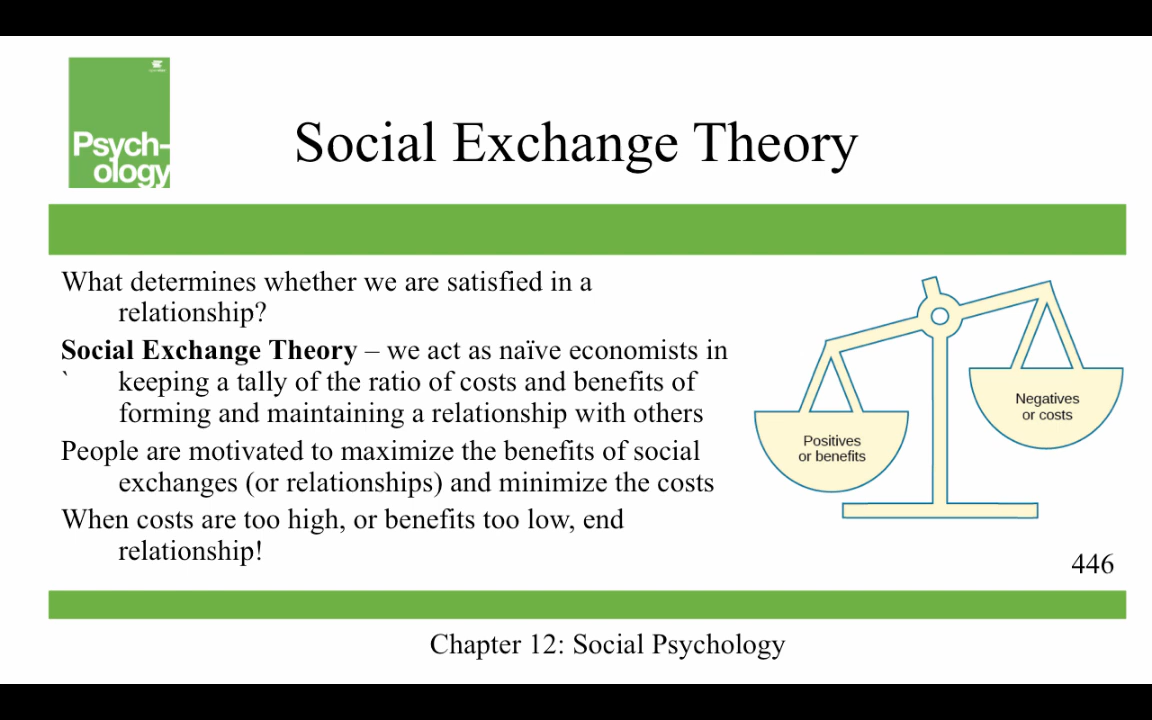 Psych-
ology
Social Exchange Theory
What determines whether we are satisfied in a
relationship?
Social Exchange Theory – we act as naïve economists in
` keeping a tally of the ratio of costs and benefits of
forming and maintaining a relationship with others
People are motivated to maximize the benefits of social
exchanges (or relationships) and minimize the costs
When costs are too high, or benefits too low, end
relationship!
Positives
or benefits
Negatives
or costs
446
Chapter 12: Social Psychology